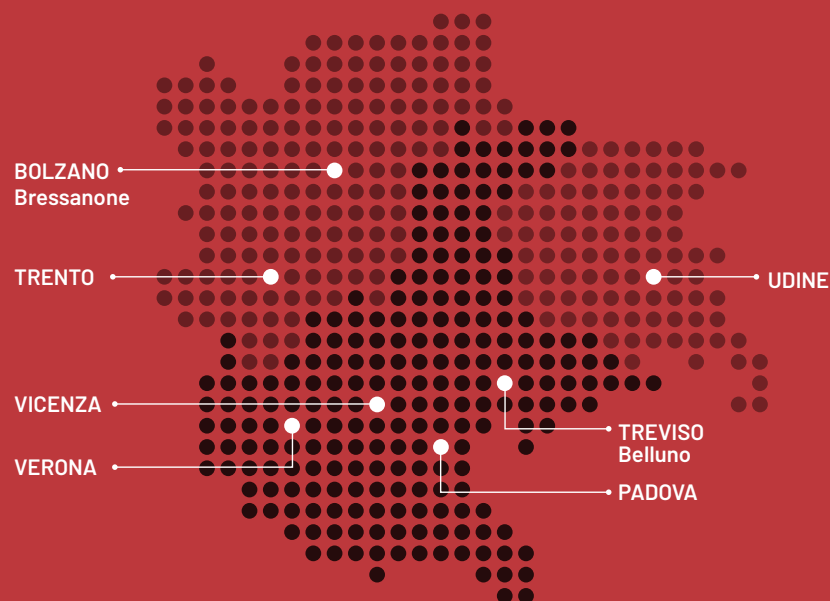 BOLZANO
Bressanone
TRENTO
UDINE
VICENZA
TREVISO
Belluno
VERONA
PADOVA